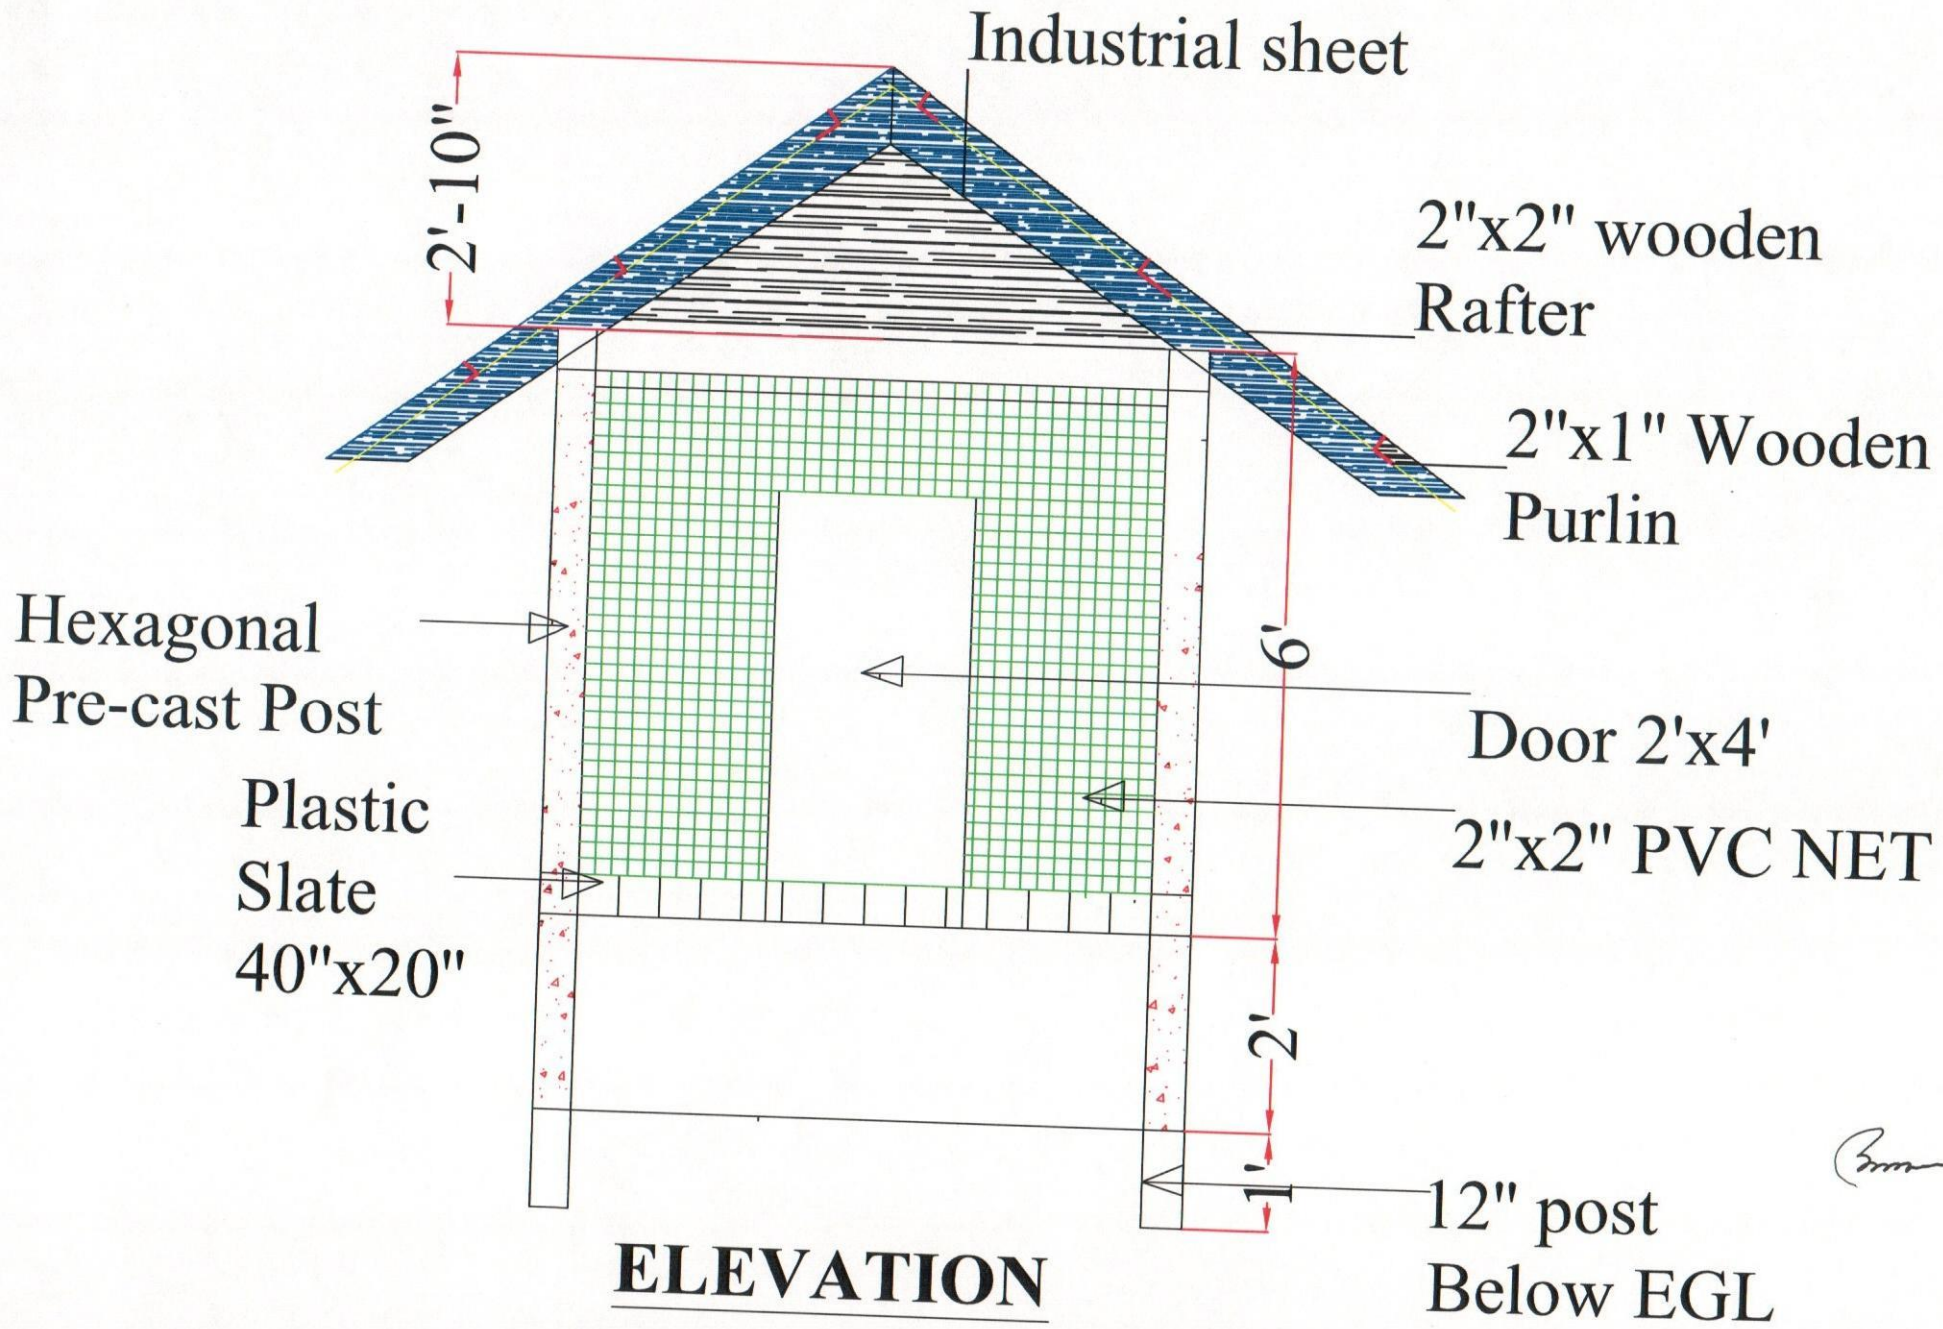 Industrial sheet
2'-10"
2"x2" wooden
Rafter
2"x1" Wooden
Purlin
Hexagonal
Pre-cast Post
6'
Door 2'x4'
Plastic
Slate
40"x20"
2"x2" PVC NET
2'
1'
12" post
Below EGL
ELEVATION